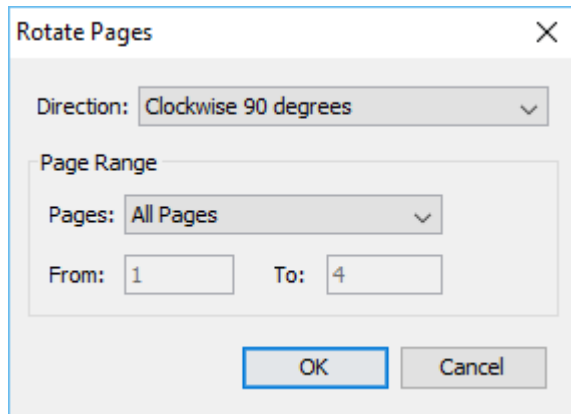 Rotate Pages
Direction: Clockwise 90 degrees
Page Range
Pages: All Pages
From: 1 To: 4
OK Cancel